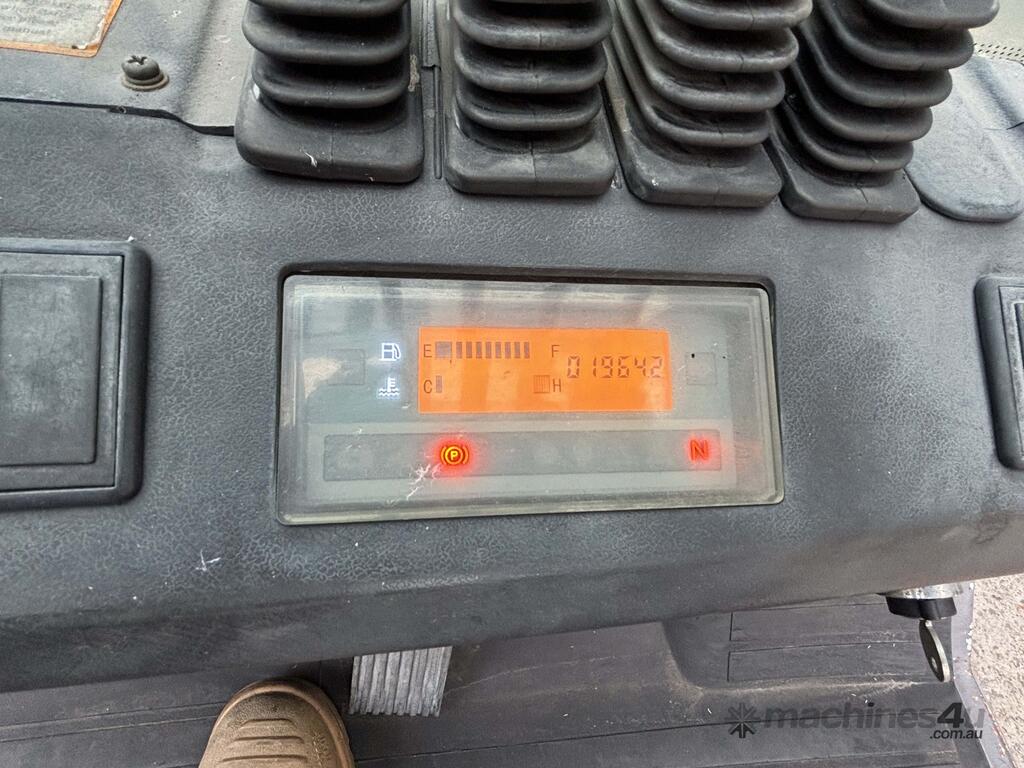 E F 019642
C H
P N
machines4u
.com.au